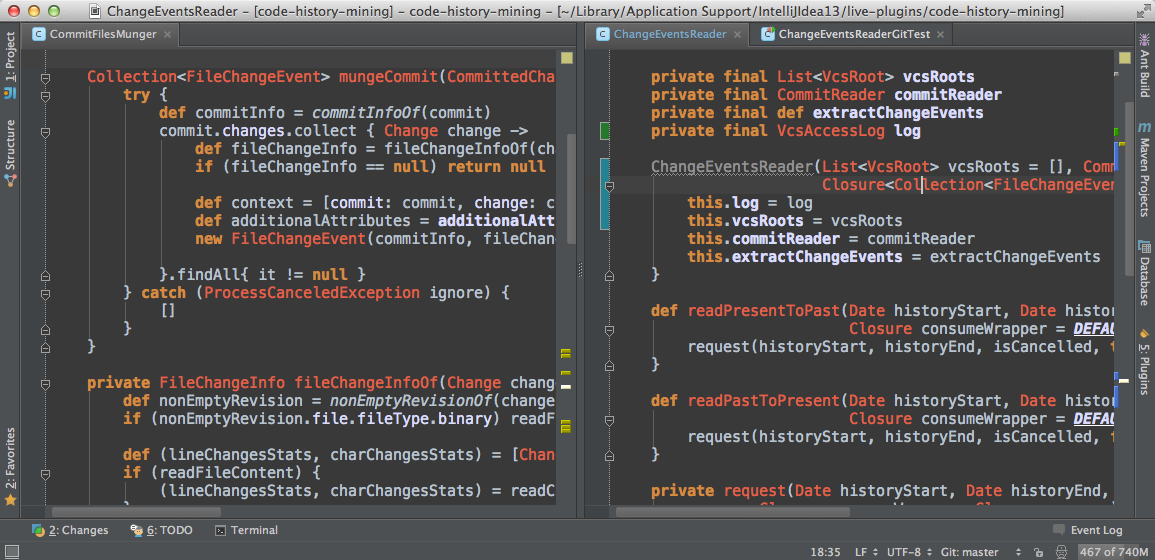 ChangeEventsReader - [code-history-mining] - code-history-mining - [~/Library/Application Support/IntelliJIdea13/live-plugins/code-history-mining]
1: Project
Structure
2: Favorites
CommitFilesMunger
Collection<FileChangeEvent> mungeCommit(CommittedCha
try {
def commitInfo = commitInfoOf(commit)
commit.changes.collect { Change change ->
def fileChangeInfo = fileChangeInfoOf(ch
if (fileChangeInfo == null) return null
def context = [commit: commit, change: c
def additionalAttributes = additionalAtt
new FileChangeEvent(commitInfo, fileChan
}.findAll{ it != null }
} catch (ProcessCanceledException ignore) {
[]
}
}
private FileChangeInfo fileChangeInfoOf(Change chang
def nonEmptyRevision = nonEmptyRevisionOf(change
if (nonEmptyRevision.file.fileType.binary) readF
def (lineChangesStats, charChangesStats) = [Chan
if (readFileContent) {
(lineChangesStats, charChangesStats) = readC
ChangeEventsReader
ChangeEventsReaderGitTest
private final List<VcsRoot> vcsRoots
private final CommitReader commitReader
private final def extractChangeEvents
private final VcsAccessLog log
ChangeEventsReader(List<VcsRoot> vcsRoots = [], Comm
Closure<Collection<FileChangeEven
this.log = log
this.vcsRoots = vcsRoots
this.commitReader = commitReader
this.extractChangeEvents = extractChangeEvents
}
def readPresentToPast(Date historyStart, Date histor
Closure consumeWrapper = DEFAU
request(historyStart, historyEnd, isCancelled, t
}
def readPastToPresent(Date historyStart, Date histor
Closure consumeWrapper = DEFAU
request(historyStart, historyEnd, isCancelled,
}
private request(Date historyStart, Date historyEnd,
Ant Build
Maven Projects
Database
5: Plugins
2: Changes
6: TODO
Terminal
Event Log
18:35
LF
UTF-8
Git: master
467 of 740M